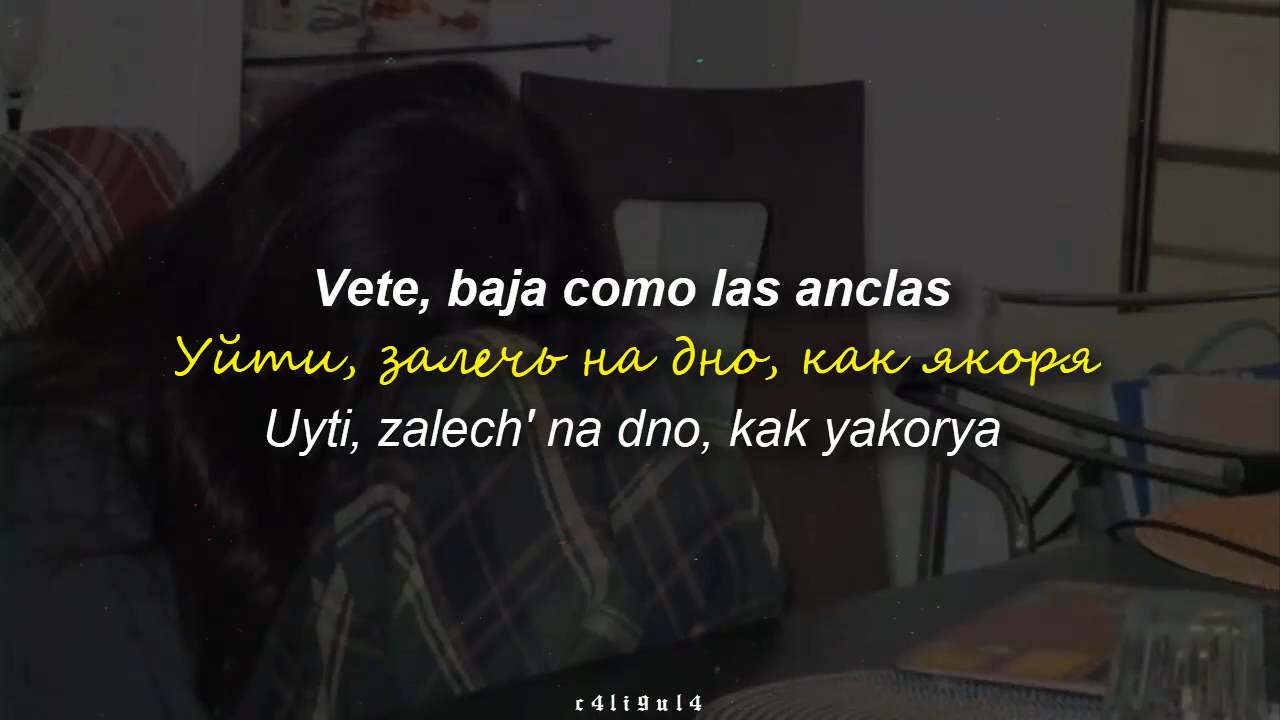 Vete, baja como las anclas
Уйти, залечь на дно, как якоря
Uyti, zalech' na dno, kak yakorya
c4li9ul4